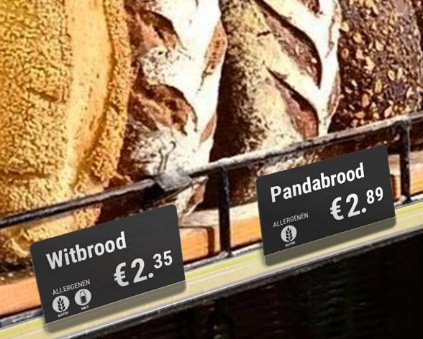 Witbrood
ALLERGENEN
€2.35
Pandabrood
ALLERGENEN
€2.89